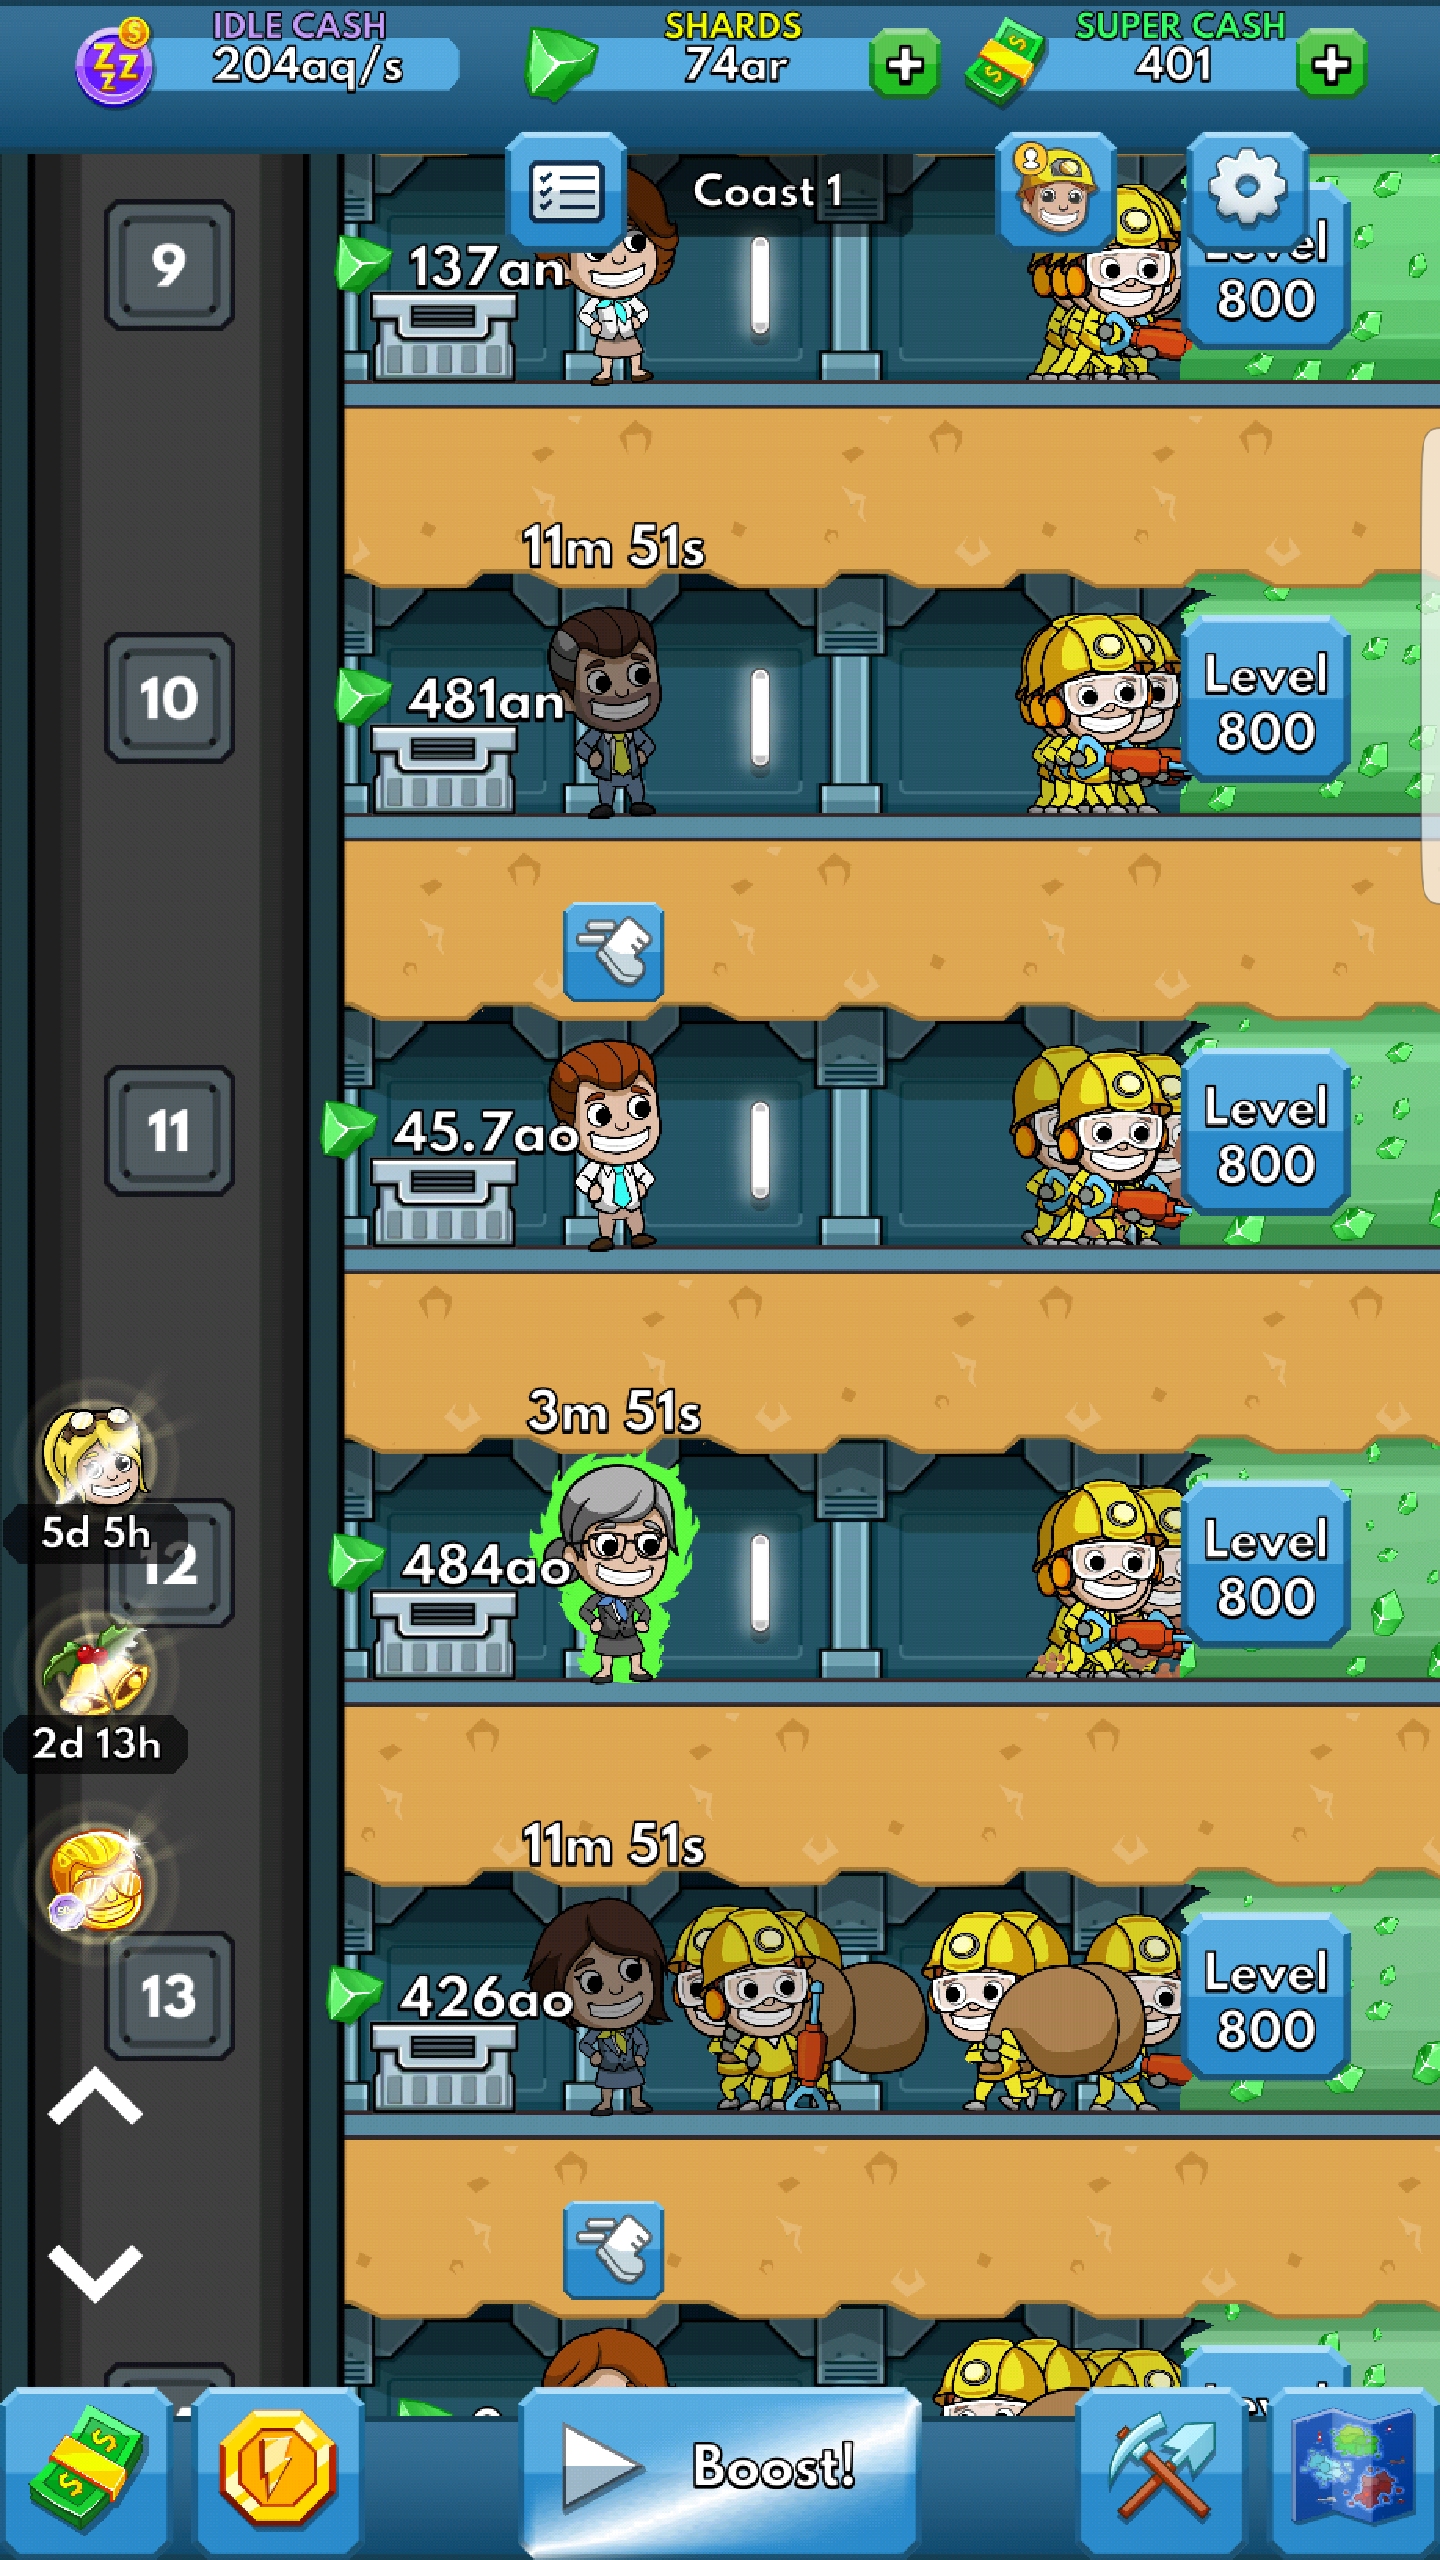 IDLE CASH
204aq/s
SHARDS
74ar
SUPER CASH
401
Coast 1
9
137an
Level
800
11m 51s
10
481an
Level
800
11
45.7ao
Level
800
3m 51s
5d 5h
12
484ao
Level
800
2d 13h
11m 51s
13
426ao
Level
800
Boost!